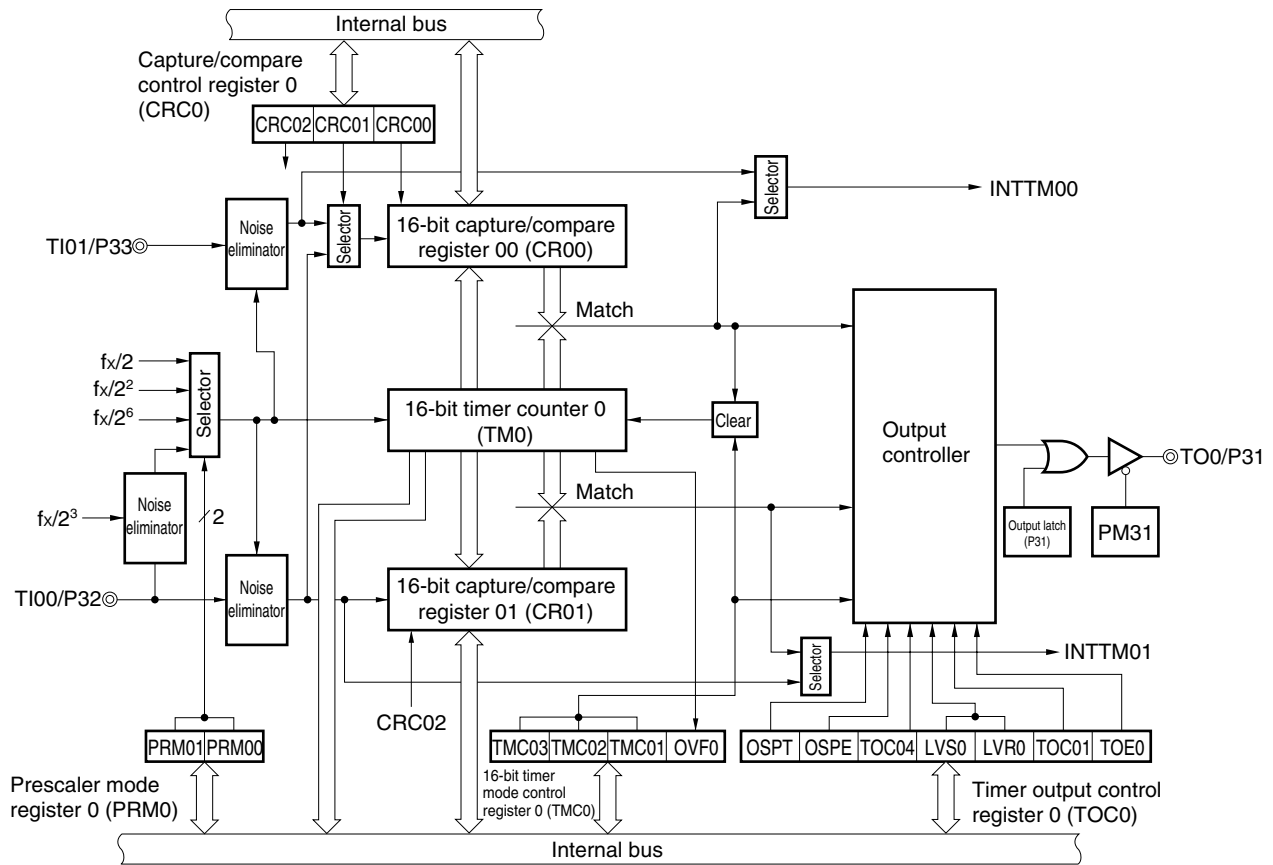 Internal bus
Capture/compare
control register 0
(CRC0)
CRC02 CRC01 CRC00
TI01/P33
Noise
eliminator
Selector
16-bit capture/compare
register 00 (CR00)
Selector
INTTM00
Match
fx/2
fx/2²
fx/2⁶
Selector
16-bit timer counter 0
(TM0)
Clear
Output
controller
TO0/P31
Match
fx/2³
Noise
eliminator
2
Output latch
(P31)
PM31
TI00/P32
Noise
eliminator
16-bit capture/compare
register 01 (CR01)
Selector
INTTM01
CRC02
PRM01 PRM00
TMC03 TMC02 TMC01 OVF0
OSPT OSPE TOC04 LVS0 LVR0 TOC01 TOE0
Prescaler mode
register 0 (PRM0)
16-bit timer
mode control
register 0 (TMC0)
Timer output control
register 0 (TOC0)
Internal bus